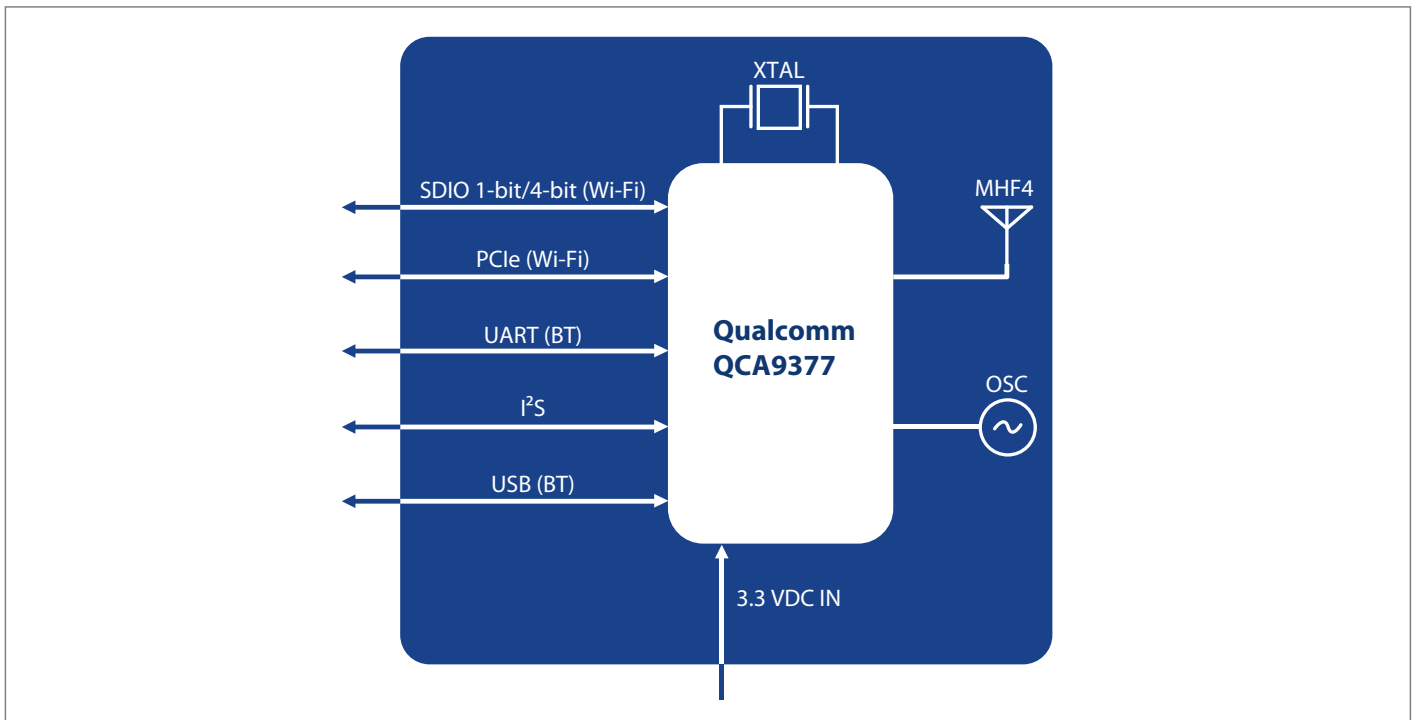 XTAL
SDIO 1-bit/4-bit (Wi-Fi)
MHF4
PCIe (Wi-Fi)
UART (BT)
Qualcomm
QCA9377
OSC
I²S
USB (BT)
3.3 VDC IN